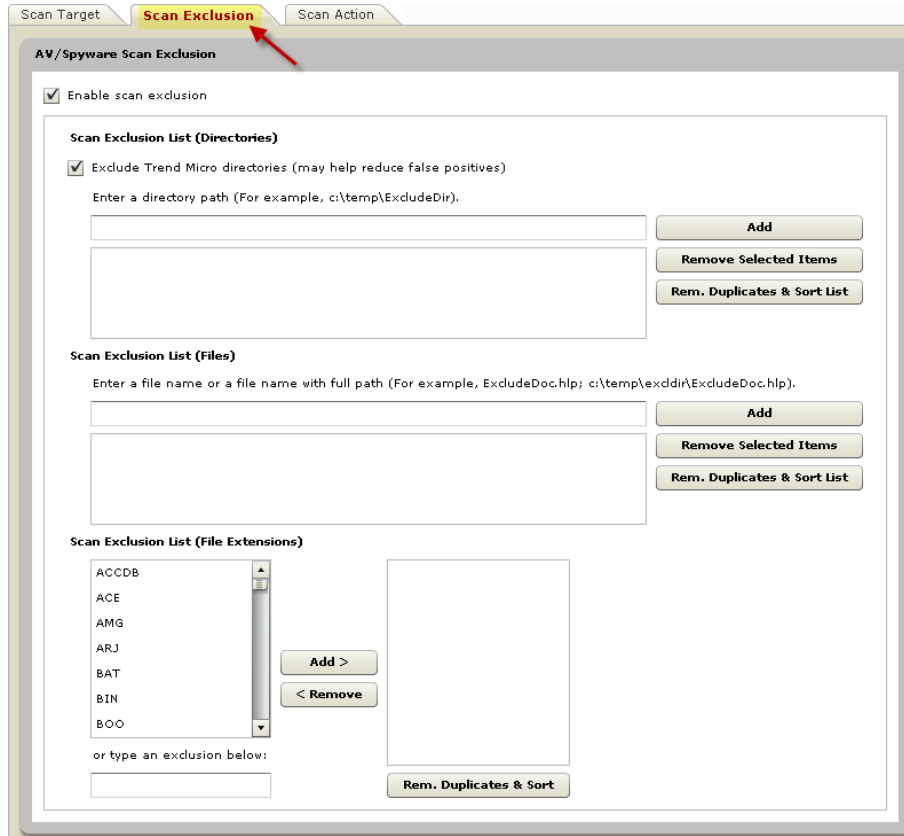 Scan Target
Scan Exclusion
Scan Action
AV/Spyware Scan Exclusion
Enable scan exclusion
Scan Exclusion List (Directories)
Exclude Trend Micro directories (may help reduce false positives)
Enter a directory path (For example, c:\temp\ExcludeDir).
Add
Remove Selected Items
Rem. Duplicates & Sort List
Scan Exclusion List (Files)
Enter a file name or a file name with full path (For example, ExcludeDoc.hlp; c:\temp\excldir\ExcludeDoc.hlp).
Add
Remove Selected Items
Rem. Duplicates & Sort List
Scan Exclusion List (File Extensions)
ACCDB
ACE
AMG
ARJ
BAT
BIN
BOO
Add >
< Remove
or type an exclusion below:
Rem. Duplicates & Sort